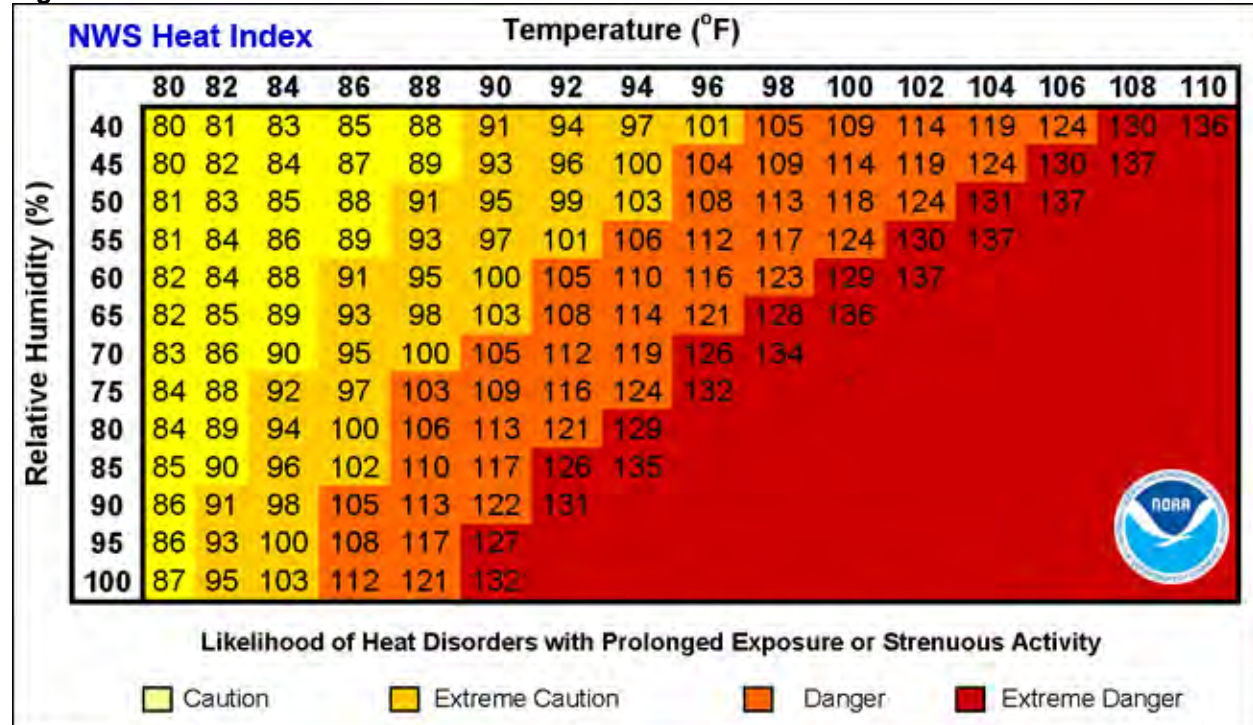 NWS Heat Index Temperature (°F)
80 82 84 86 88 90 92 94 96 98 100 102 104 106 108 110
40 80 81 83 85 88 91 94 97 101 105 109 114 119 124 130 136
45 80 82 84 87 89 93 96 100 104 109 114 119 124 130 137
50 81 83 85 88 91 95 99 103 108 113 118 124 131 137
55 81 84 86 89 93 97 101 106 112 117 124 130 137
60 82 84 88 91 95 100 105 110 116 123 129 137
65 82 85 89 93 98 103 108 114 121 128 136
70 83 86 90 95 100 105 112 119 126 134
75 84 88 92 97 103 109 116 124 132
80 84 89 94 100 106 113 121 129
85 85 90 96 102 110 117 126 135
90 86 91 98 105 113 122 131
95 86 93 100 108 117 127
100 87 95 103 112 121 132
Relative Humidity (%)
NOAA
Likelihood of Heat Disorders with Prolonged Exposure or Strenuous Activity
Caution Extreme Caution Danger Extreme Danger